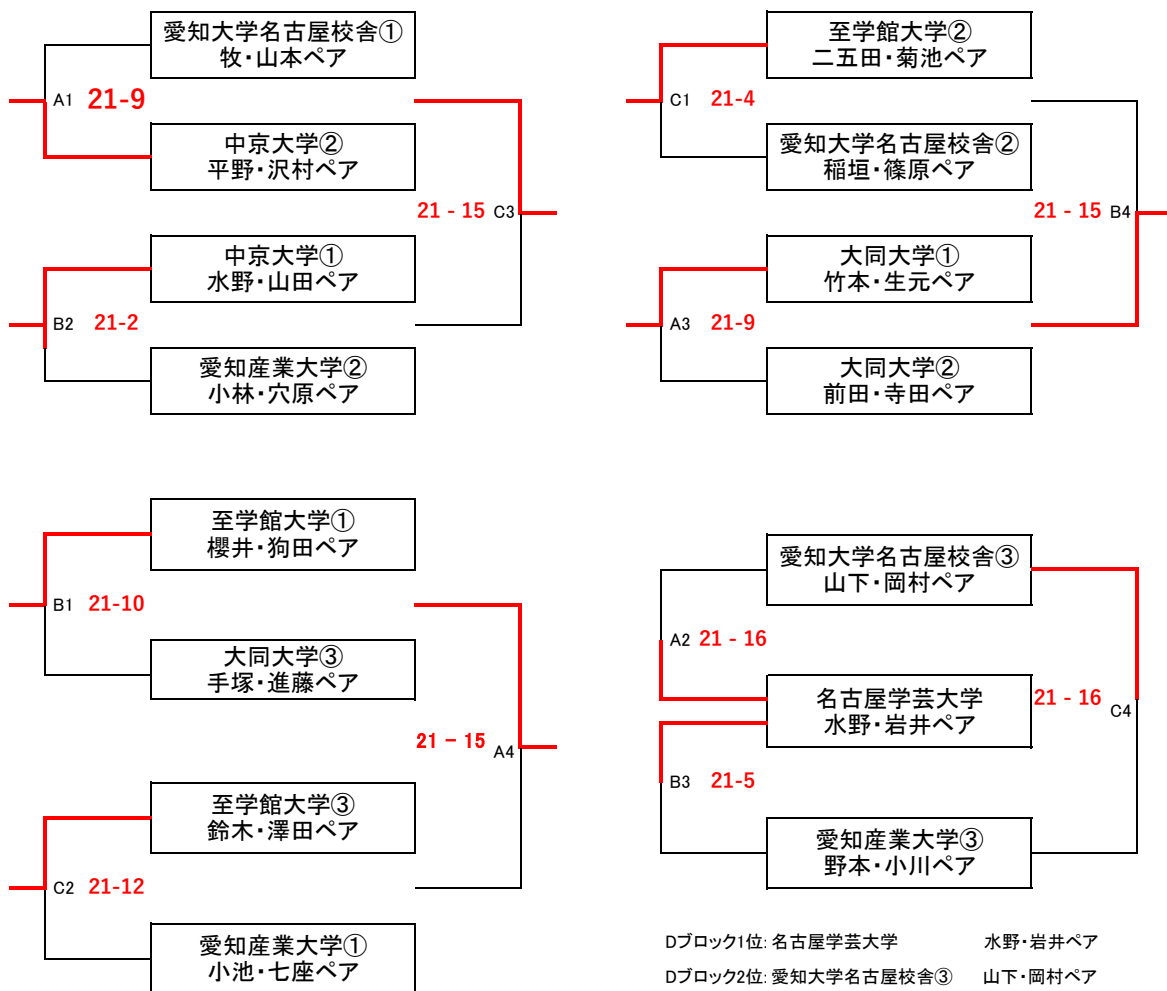 愛知大学名古屋校舎①
牧・山本ペア
A1 21-9
中京大学②
平野・沢村ペア
21 - 15 C3
中京大学①
水野・山田ペア
B2 21-2
愛知産業大学②
小林・穴原ペア
至学館大学②
二五田・菊池ペア
C1 21-4
愛知大学名古屋校舎②
稲垣・篠原ペア
21 - 15 B4
大同大学①
竹本・生元ペア
A3 21-9
大同大学②
前田・寺田ペア
至学館大学①
櫻井・狗田ペア
B1 21-10
大同大学③
手塚・進藤ペア
21 - 15 A4
至学館大学③
鈴木・澤田ペア
C2 21-12
愛知産業大学①
小池・七座ペア
愛知大学名古屋校舎③
山下・岡村ペア
A2 21 - 16
名古屋学芸大学
水野・岩井ペア
21 - 16 C4
B3 21-5
愛知産業大学③
野本・小川ペア
Dブロック1位: 名古屋学芸大学 水野・岩井ペア
Dブロック2位: 愛知大学名古屋校舎③ 山下・岡村ペア